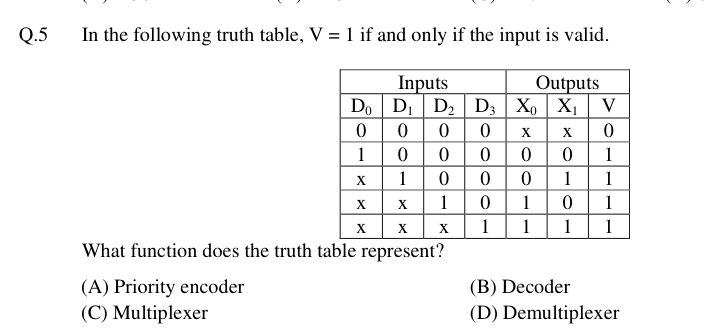 Q.5 In the following truth table, V = 1 if and only if the input is valid.
Inputs Outputs
D0 D1 D2 D3 X0 X1 V
0 0 0 0 x x 0
1 0 0 0 0 0 1
x 1 0 0 0 1 1
x x 1 0 1 0 1
x x x 1 1 1 1
What function does the truth table represent?
(A) Priority encoder (B) Decoder
(C) Multiplexer (D) Demultiplexer